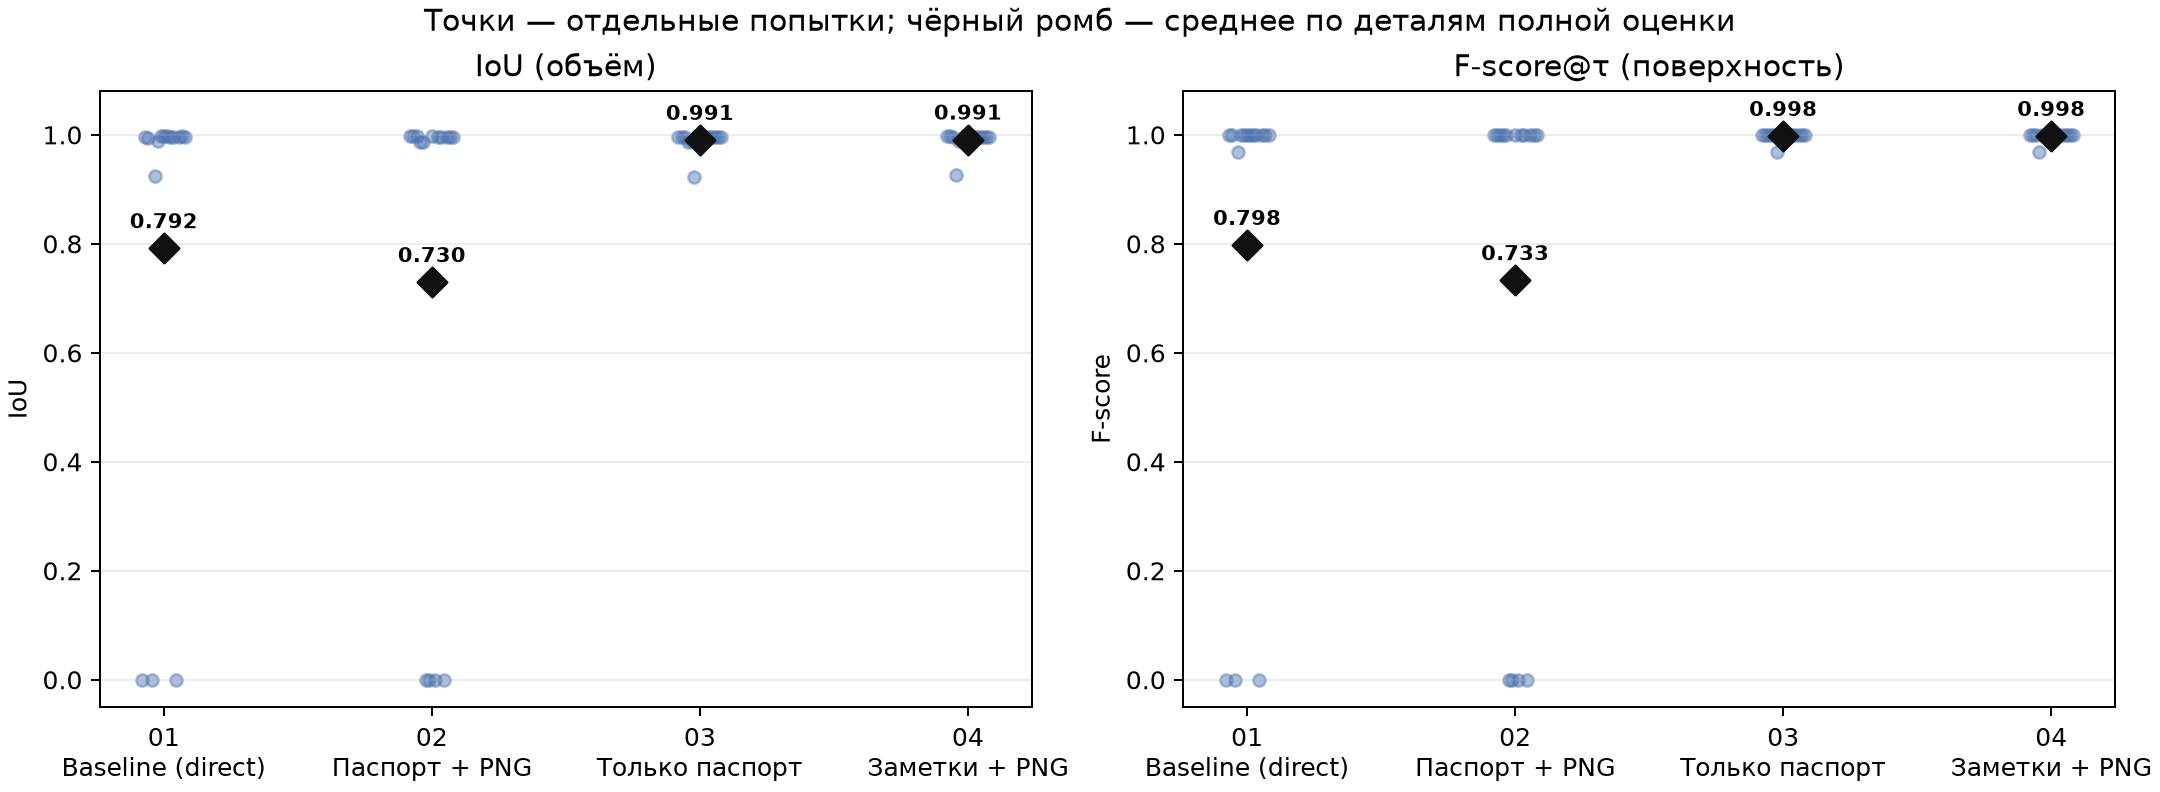 Точки — отдельные попытки; чёрный ромб — среднее по деталям полной оценки
IoU (объём)
IoU
1.0
0.8
0.6
0.4
0.2
0.0
0.792
0.730
0.991
0.991
01
Baseline (direct)
02
Паспорт + PNG
03
Только паспорт
04
Заметки + PNG
F-score@τ (поверхность)
F-score
1.0
0.8
0.6
0.4
0.2
0.0
0.798
0.733
0.998
0.998
01
Baseline (direct)
02
Паспорт + PNG
03
Только паспорт
04
Заметки + PNG